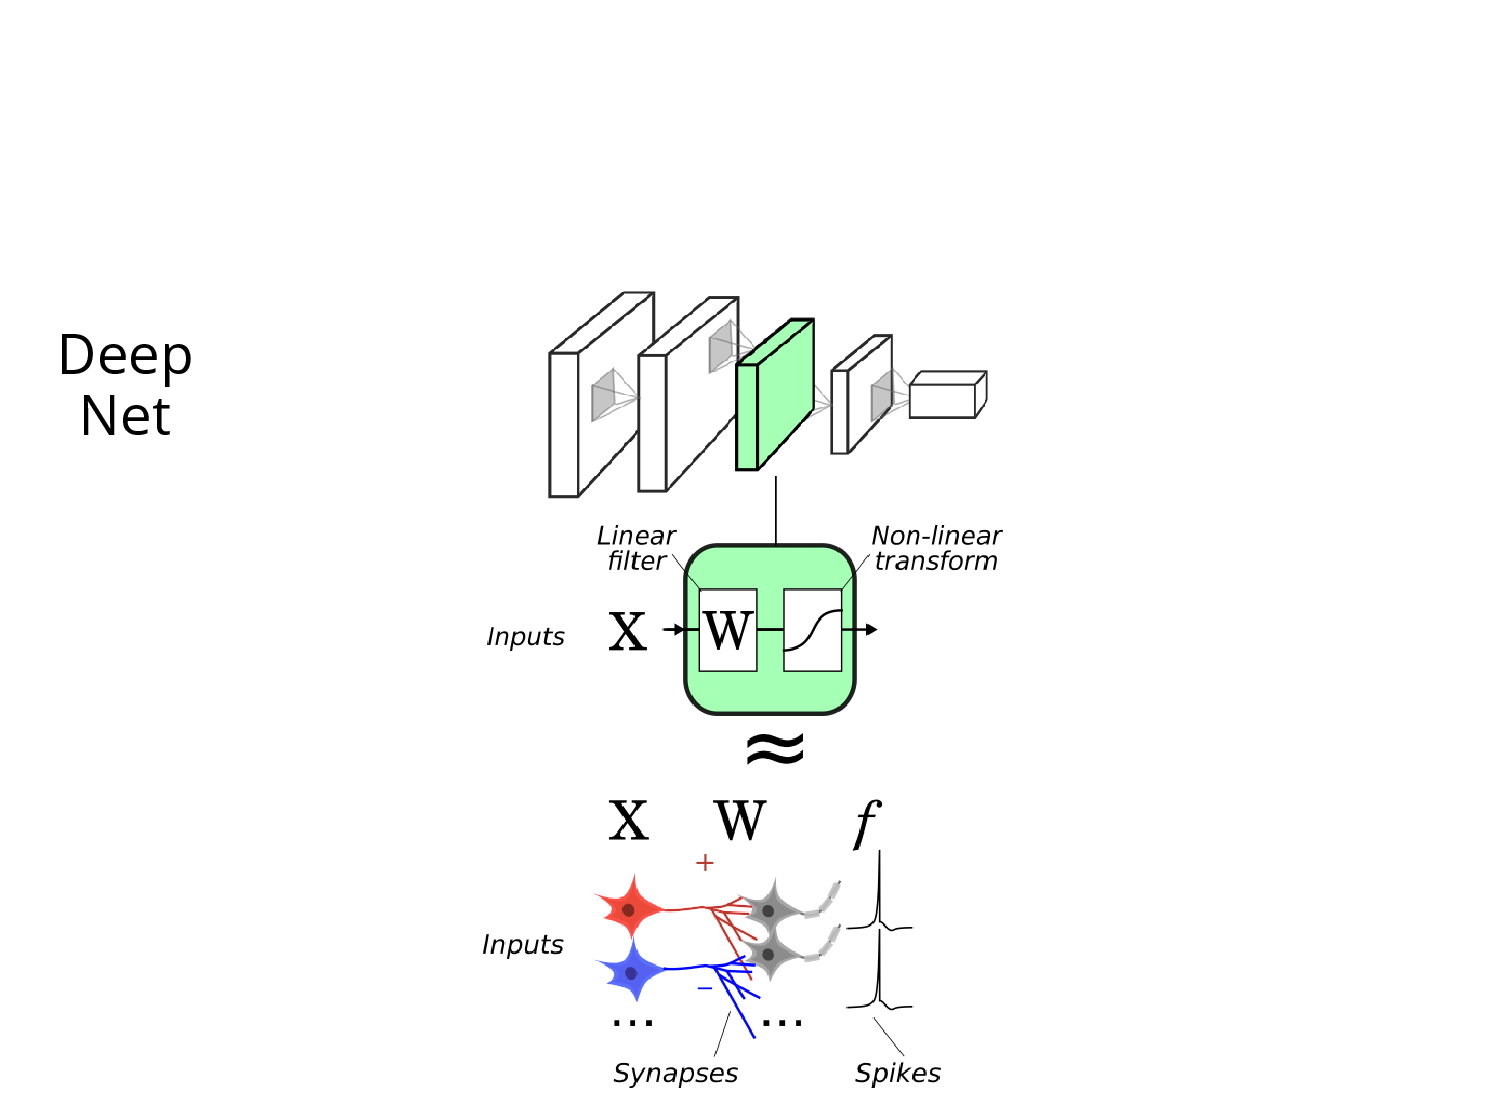 Deep
Net
Linear
filter
Non-linear
transform
Inputs
X
W
≈
X W f
+
Inputs
−
... ...
Synapses
Spikes